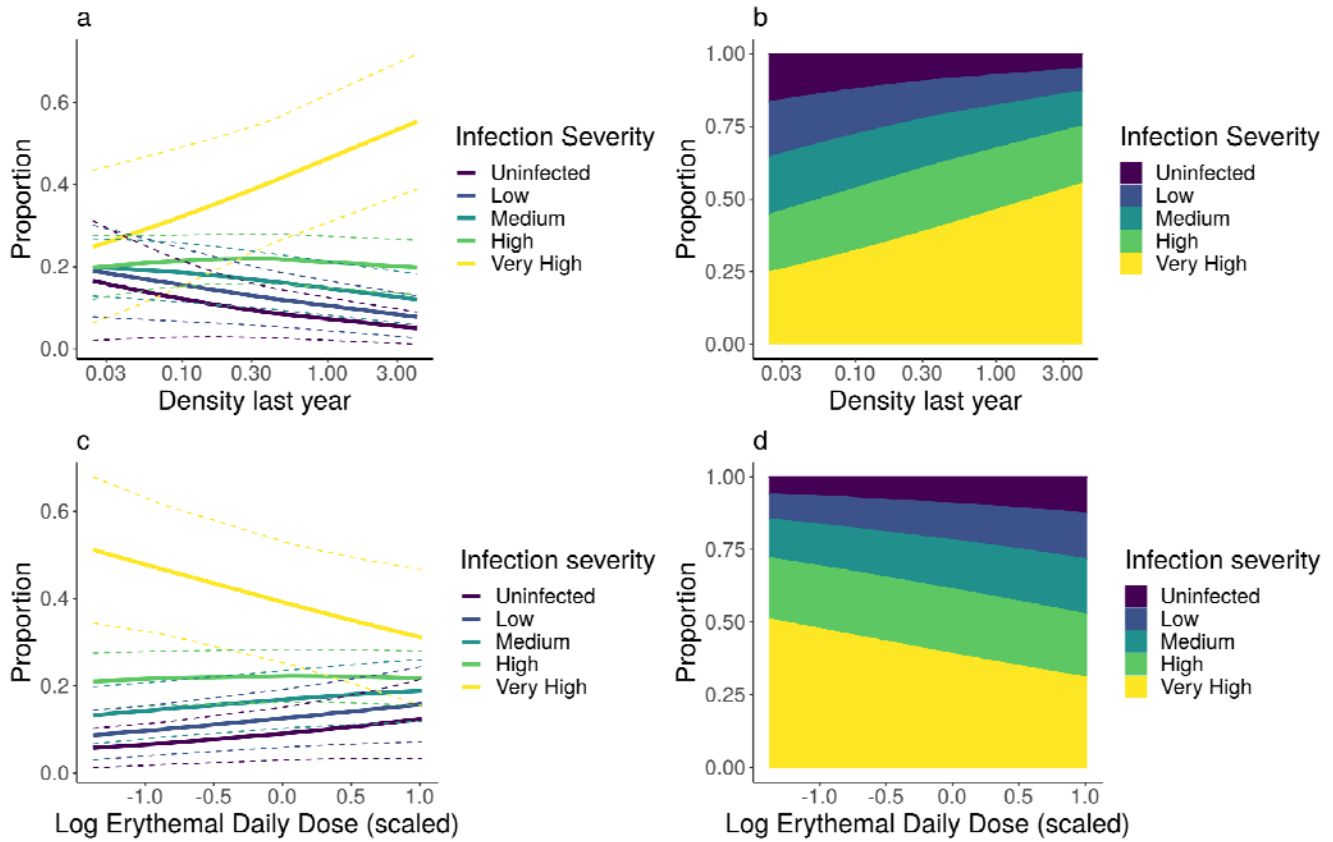 a
Proportion
0.6
0.4
0.2
0.0
0.03 0.10 0.30 1.00 3.00
Density last year
Infection Severity
Uninfected
Low
Medium
High
Very High
b
Proportion
1.00
0.75
0.50
0.25
0.00
0.03 0.10 0.30 1.00 3.00
Density last year
Infection Severity
Uninfected
Low
Medium
High
Very High
c
Proportion
0.6
0.4
0.2
0.0
-1.0 -0.5 0.0 0.5 1.0
Log Erythemal Daily Dose (scaled)
Infection severity
Uninfected
Low
Medium
High
Very High
d
Proportion
1.00
0.75
0.50
0.25
0.00
-1.0 -0.5 0.0 0.5 1.0
Log Erythemal Daily Dose (scaled)
Infection severity
Uninfected
Low
Medium
High
Very High